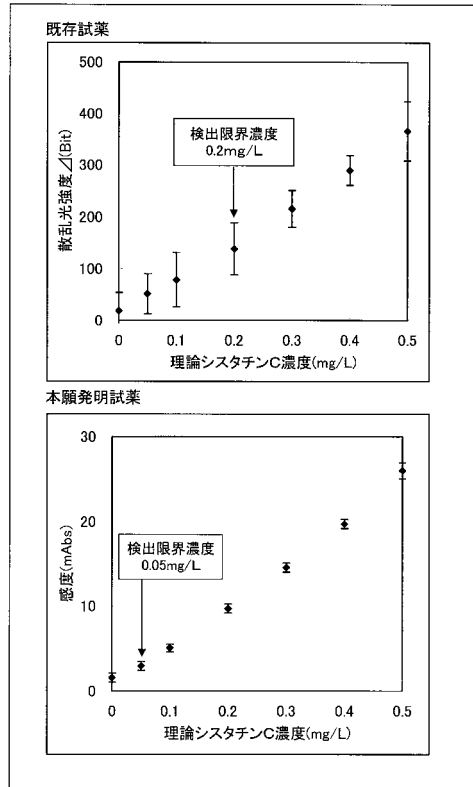 既存試薬
500
400
300
200
100
0
散乱光強度⊿(Bit)
検出限界濃度
0.2mg/L
0 0.1 0.2 0.3 0.4 0.5
理論シスタチンC濃度(mg/L)
本願発明試薬
30
20
10
0
感度(mAbs)
検出限界濃度
0.05mg/L
0 0.1 0.2 0.3 0.4 0.5
理論シスタチンC濃度(mg/L)